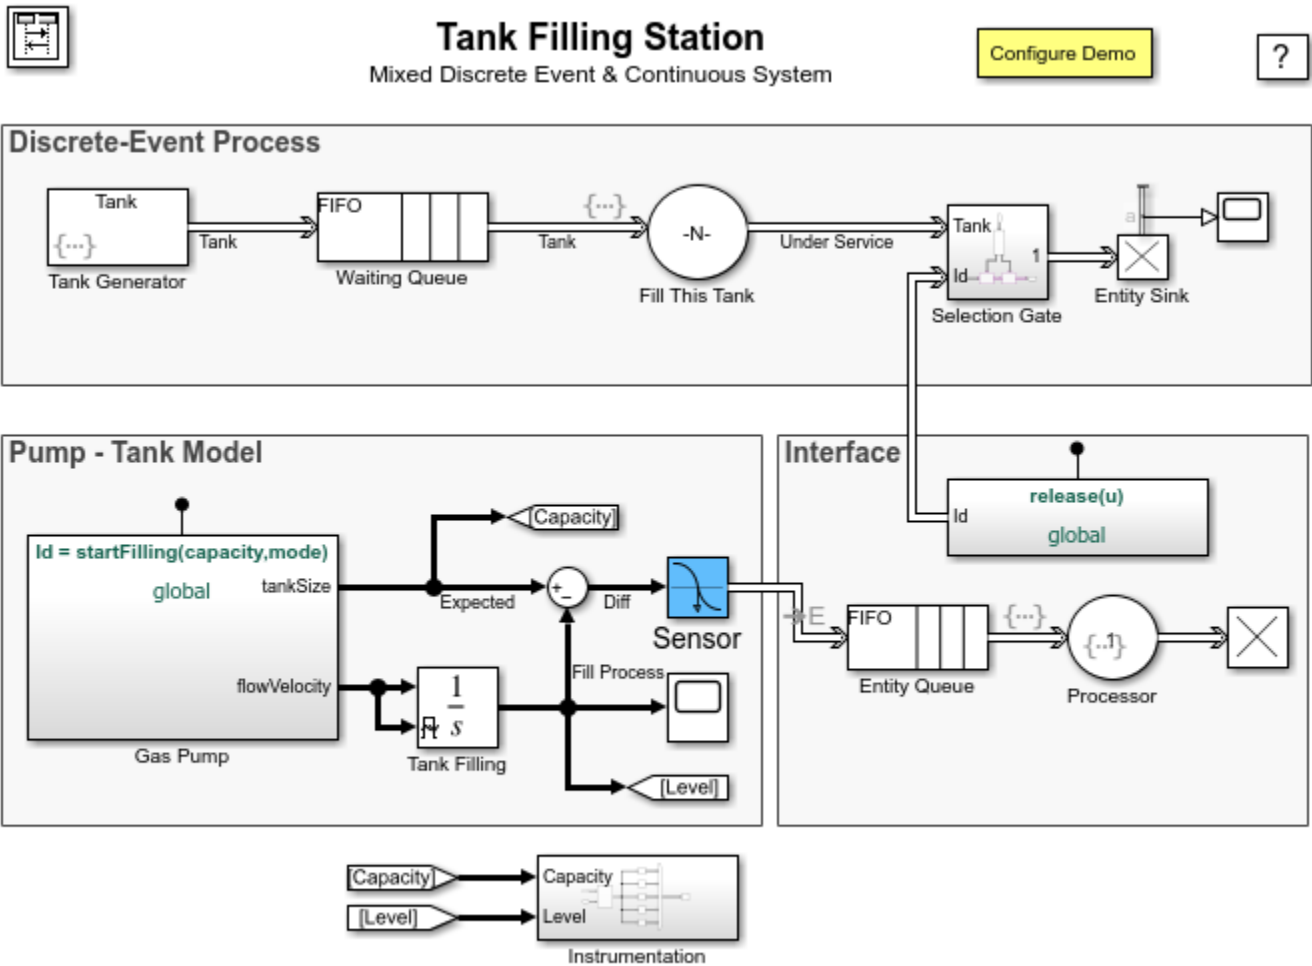 Tank Filling Station
Mixed Discrete Event & Continuous System
Configure Demo
?
Discrete-Event Process
Tank
{...}
Tank Generator
Tank
FIFO
Waiting Queue
{...}
Tank
-N-
Fill This Tank
Under Service
Tank
Id
1
Selection Gate
a
Entity Sink
Pump - Tank Model
Id = startFilling(capacity,mode)
global
tankSize
flowVelocity
Gas Pump
[Capacity]
Expected
+
-
Diff
Sensor
Fill Process
1
s
Tank Filling
[Level]
Interface
release(u)
Id
global
E
FIFO
Entity Queue
{...}
{..1}
Processor
[Capacity]
[Level]
Capacity
Level
Instrumentation